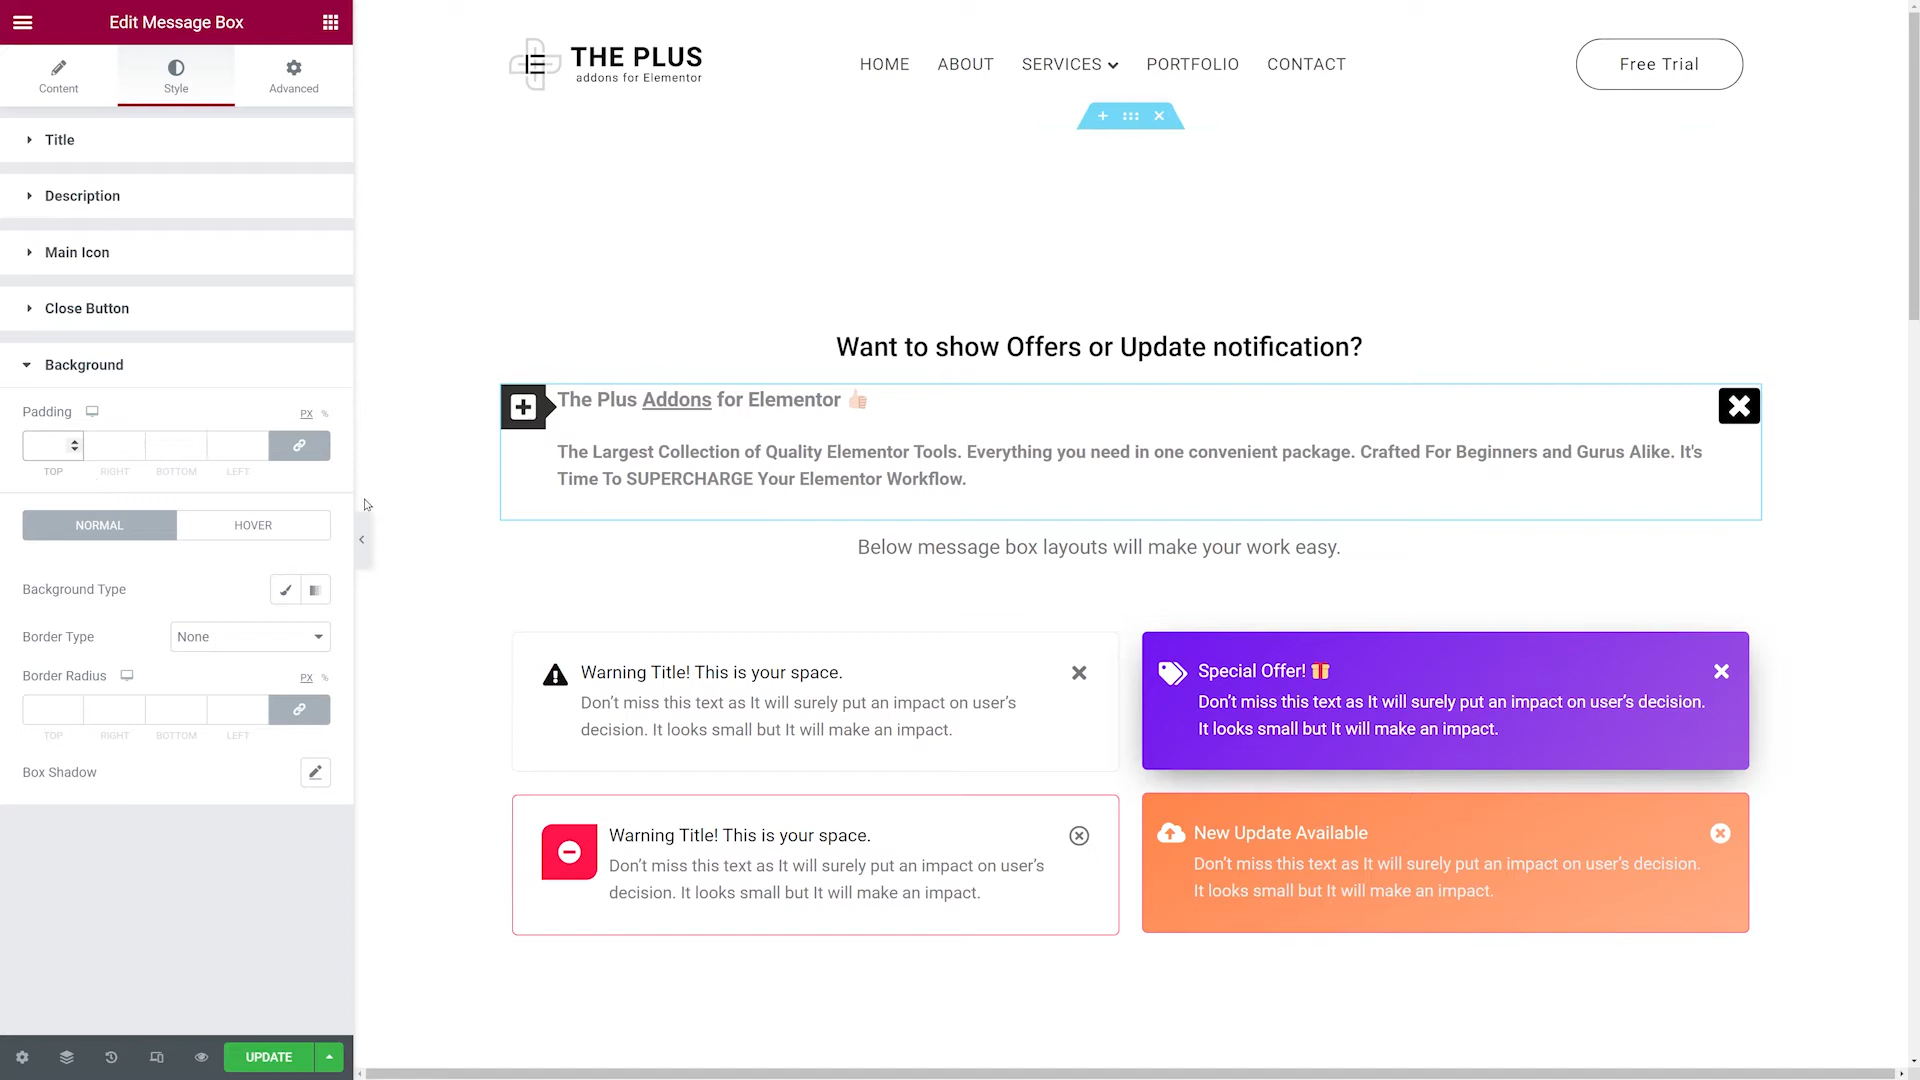 Edit Message Box
Content
Style
Advanced
Title
Description
Main Icon
Close Button
Background
Padding
PX %
TOP RIGHT BOTTOM LEFT
NORMAL HOVER
Background Type
Border Type None
Border Radius
PX %
TOP RIGHT BOTTOM LEFT
Box Shadow
UPDATE
THE PLUS
addons for Elementor
HOME ABOUT SERVICES PORTFOLIO CONTACT
Free Trial
Want to show Offers or Update notification?
The Plus Addons for Elementor 👍🏻
The Largest Collection of Quality Elementor Tools. Everything you need in one convenient package. Crafted For Beginners and Gurus Alike. It's
Time To SUPERCHARGE Your Elementor Workflow.
Below message box layouts will make your work easy.
Warning Title! This is your space.
Don’t miss this text as It will surely put an impact on user’s
decision. It looks small but It will make an impact.
Special Offer! 🎁
Don’t miss this text as It will surely put an impact on user’s decision.
It looks small but It will make an impact.
Warning Title! This is your space.
Don’t miss this text as It will surely put an impact on user’s
decision. It looks small but It will make an impact.
New Update Available
Don’t miss this text as It will surely put an impact on user’s decision.
It looks small but It will make an impact.